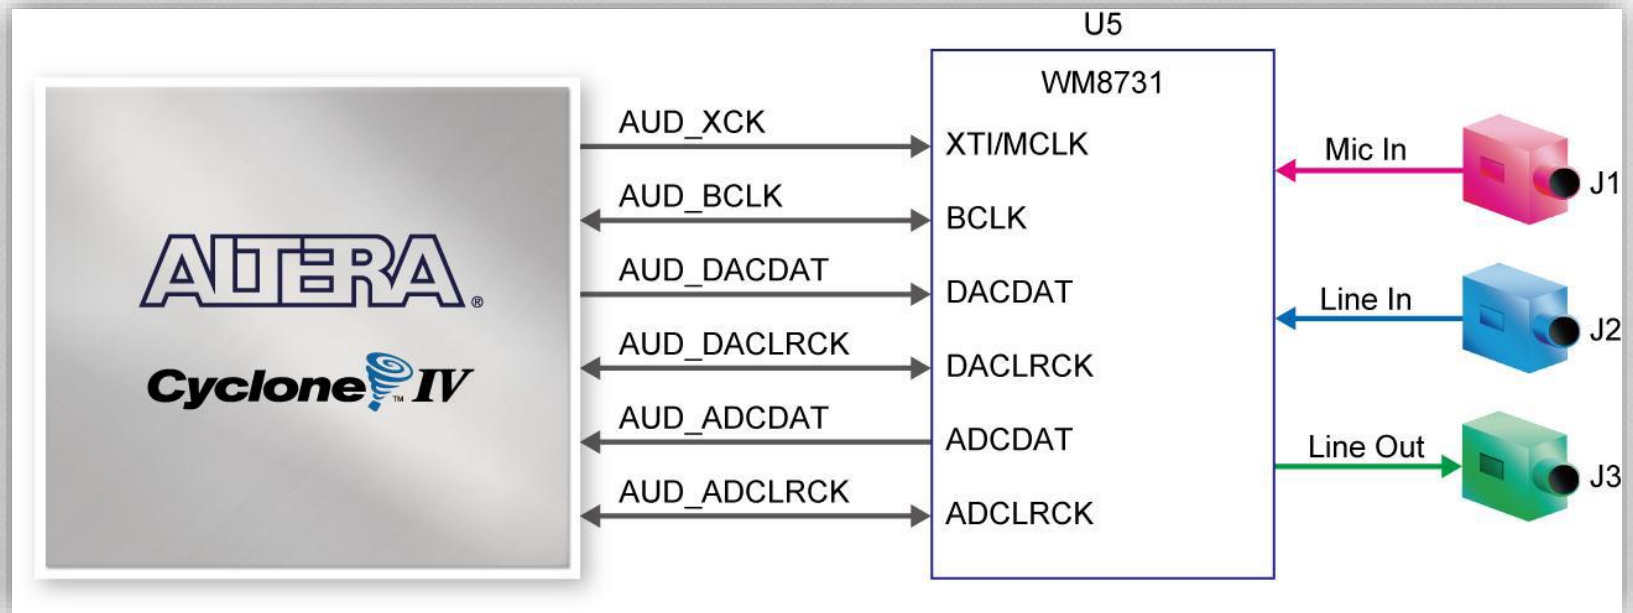 U5
WM8731
AUD_XCK
XTI/MCLK
AUD_BCLK
BCLK
AUD_DACDAT
DACDAT
AUD_DACLRCK
DACLRCK
AUD_ADCDAT
ADCDAT
AUD_ADCLRCK
ADCLRCK
ALTERA®
Cyclone™ IV
Mic In
J1
Line In
J2
Line Out
J3